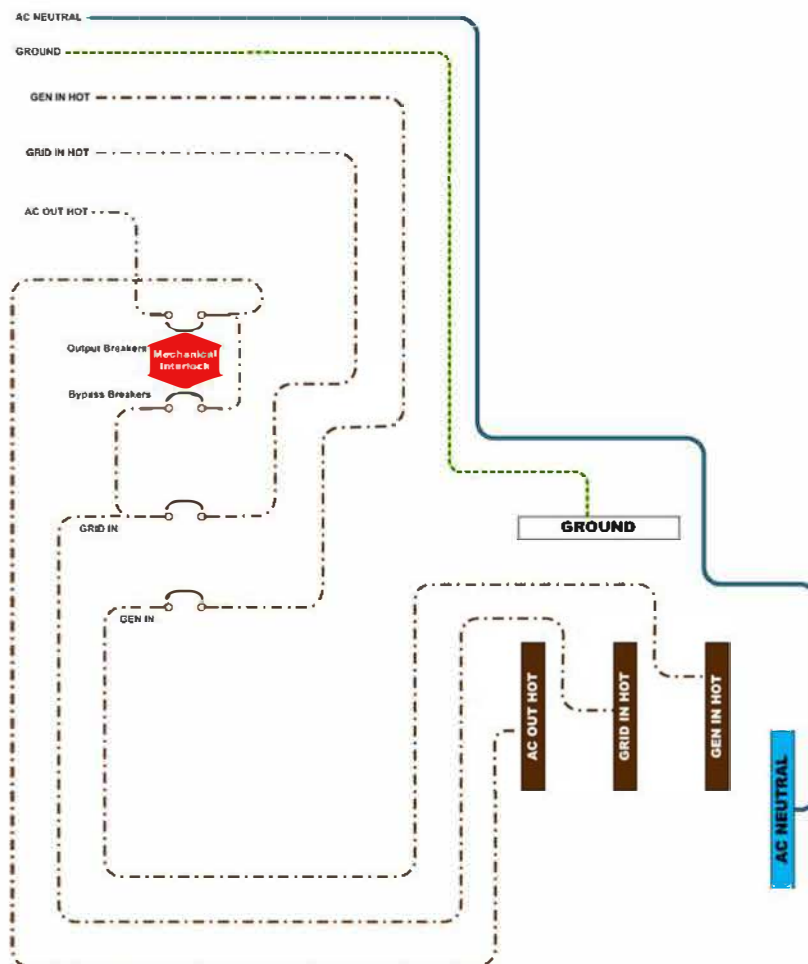 AC NEUTRAL
GROUND
GEN IN HOT
GRID IN HOT
AC OUT HOT
Output Breakers
Mechanical
Interlock
Bypass Breakers
GRID IN
GROUND
GEN IN
AC OUT HOT
GRID IN HOT
GEN IN HOT
AC NEUTRAL